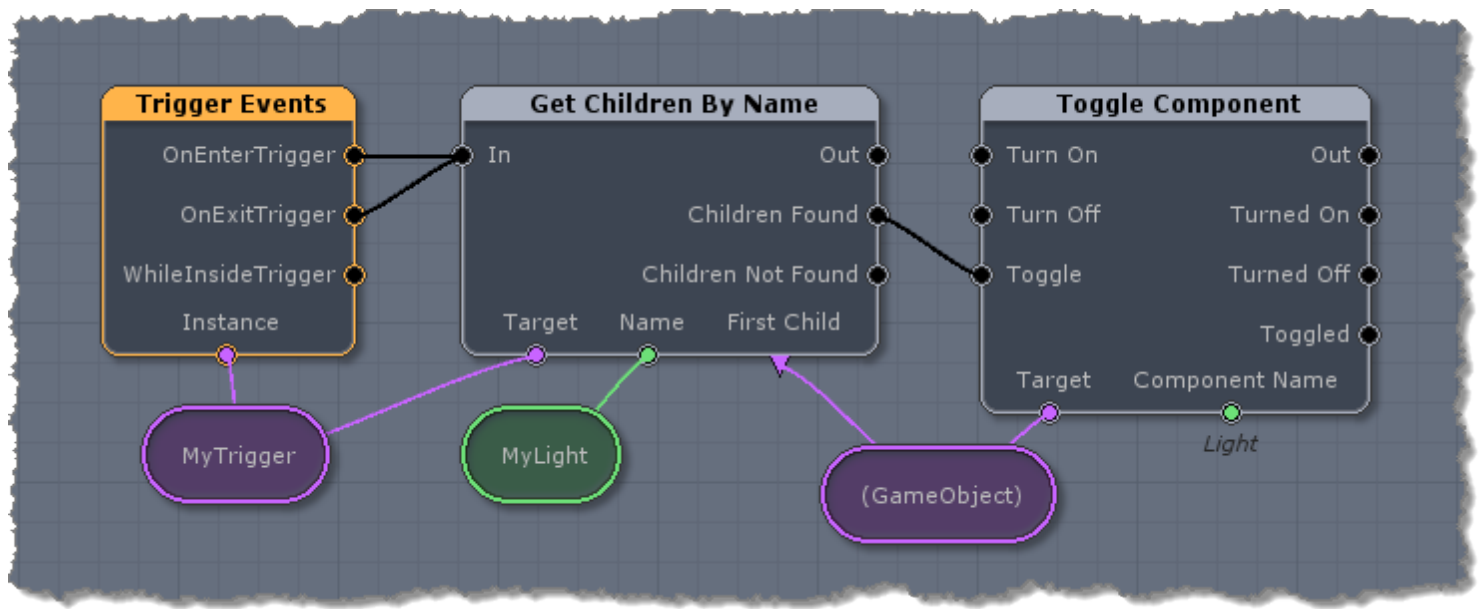 Trigger Events
OnEnterTrigger
OnExitTrigger
WhileInsideTrigger
Instance
Get Children By Name
In
Out
Children Found
Children Not Found
Target Name First Child
Toggle Component
Turn On Out
Turn Off Turned On
Toggle Turned Off
Toggled
Target Component Name
Light
MyTrigger
MyLight
(GameObject)